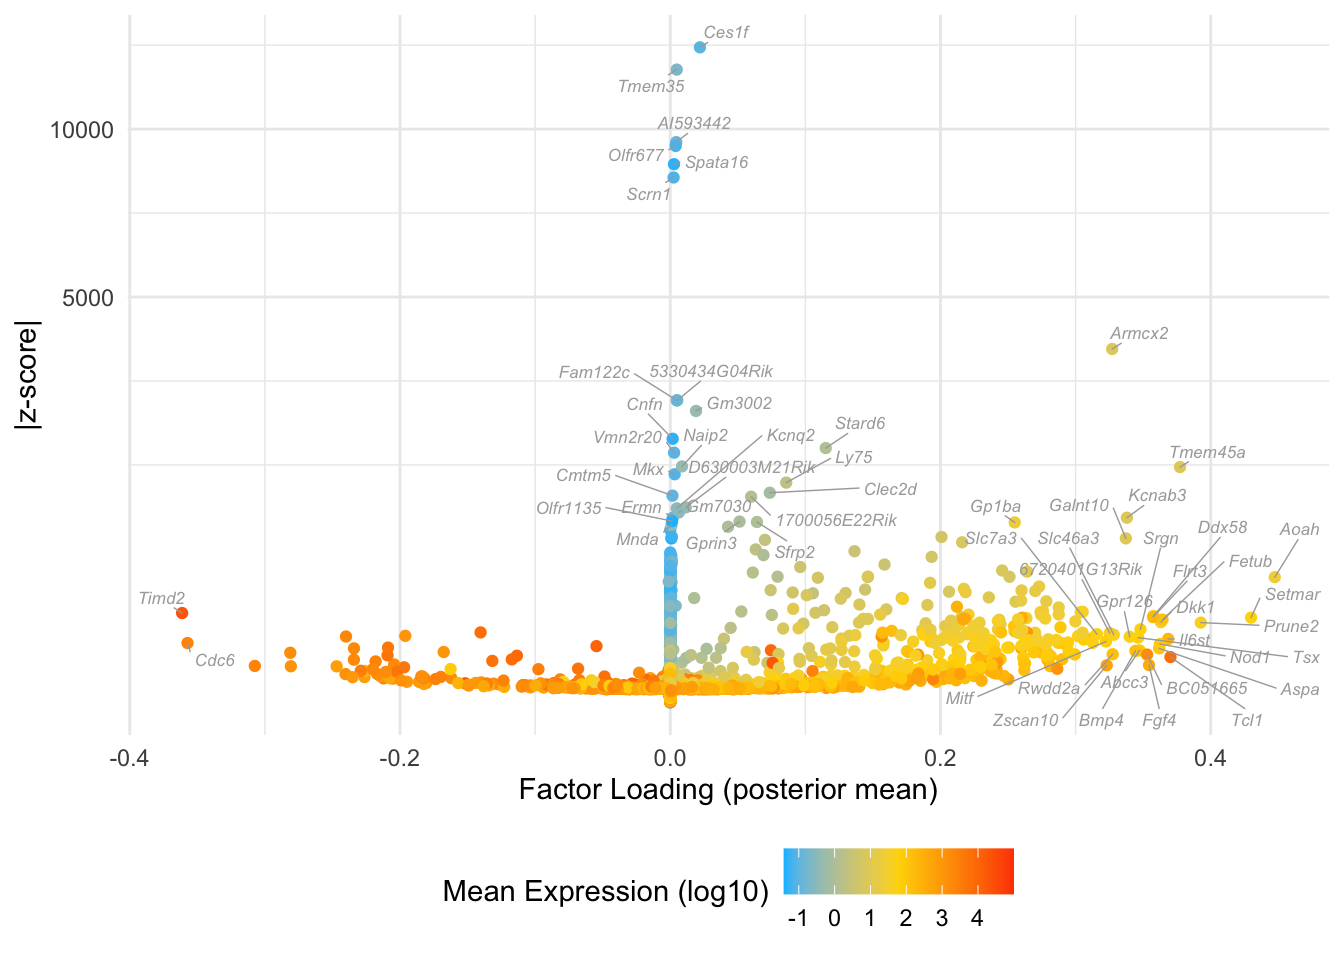 Ces1f
Tmem35
10000
AI593442
Olfr677
Spata16
Scrn1
5000
|z-score|
Armcx2
Fam122c
5330434G04Rik
Cnfn
Gm3002
Vmn2r20
Naip2
Kcnq2
Stard6
Mkx
D630003M21Rik
Ly75
Tmem45a
Cmtm5
Clec2d
Kcnab3
Olfr1135
Ermn
Gm7030
1700056E22Rik
Gp1ba
Galnt10
Mnda
Gprin3
Sfrp2
Slc7a3
Slc46a3
Srgn
Ddx58
Aoah
6720401G13Rik
Flrt3
Fetub
Timd2
Gpr126
Dkk1
Setmar
Cdc6
Il6st
Prune2
Nod1
Tsx
Mitf
Rwdd2a
Abcc3
BC051665
Aspa
Zscan10
Bmp4
Fgf4
Tcl1
-0.4
-0.2
0.0
0.2
0.4
Factor Loading (posterior mean)
Mean Expression (log10)
-1 0 1 2 3 4